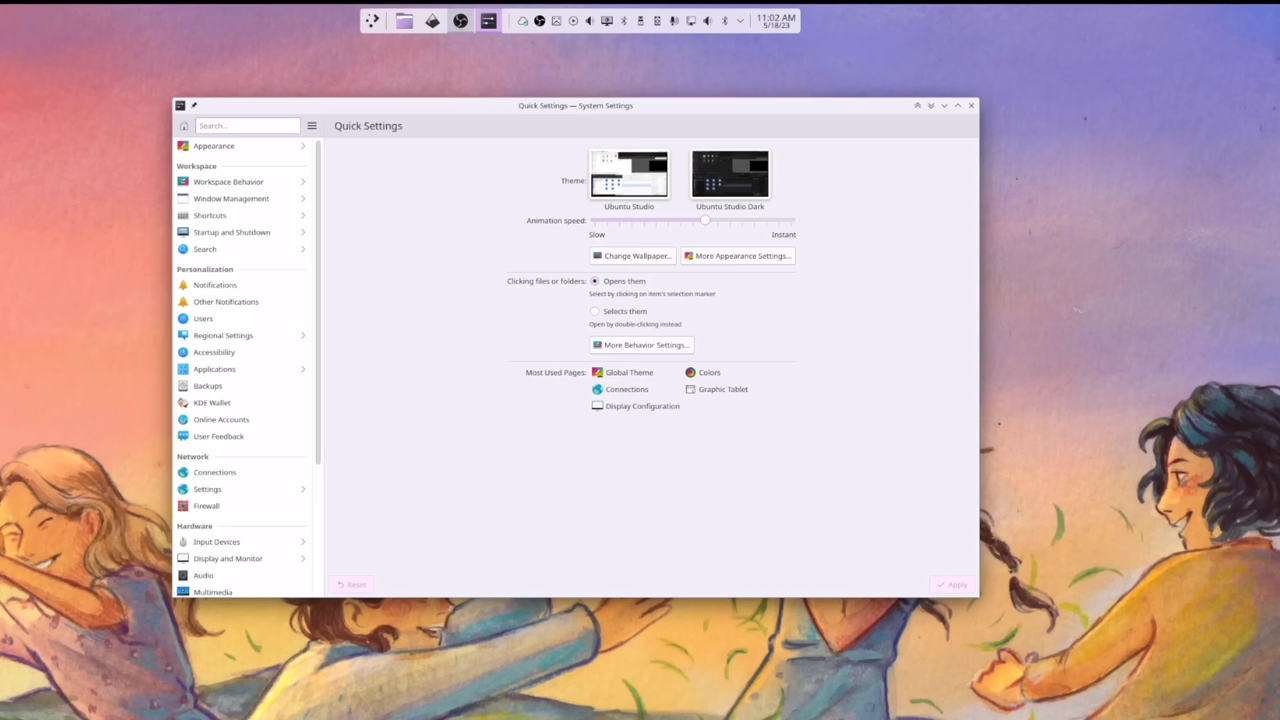 11:02 AM
5/18/23
Quick Settings — System Settings
Search...
Quick Settings
Appearance
Workspace
Workspace Behavior
Window Management
Shortcuts
Startup and Shutdown
Search
Personalization
Notifications
Other Notifications
Users
Regional Settings
Accessibility
Applications
Backups
KDE Wallet
Online Accounts
User Feedback
Network
Connections
Settings
Firewall
Hardware
Input Devices
Display and Monitor
Audio
Multimedia
Theme:
Ubuntu Studio Ubuntu Studio Dark
Animation speed:
Slow Instant
Change Wallpaper... More Appearance Settings...
Clicking files or folders: Opens them
Select by clicking on item's selection marker
Selects them
Open by double-clicking instead
More Behavior Settings...
Most Used Pages: Global Theme Colors
Connections Graphic Tablet
Display Configuration
Reset Apply